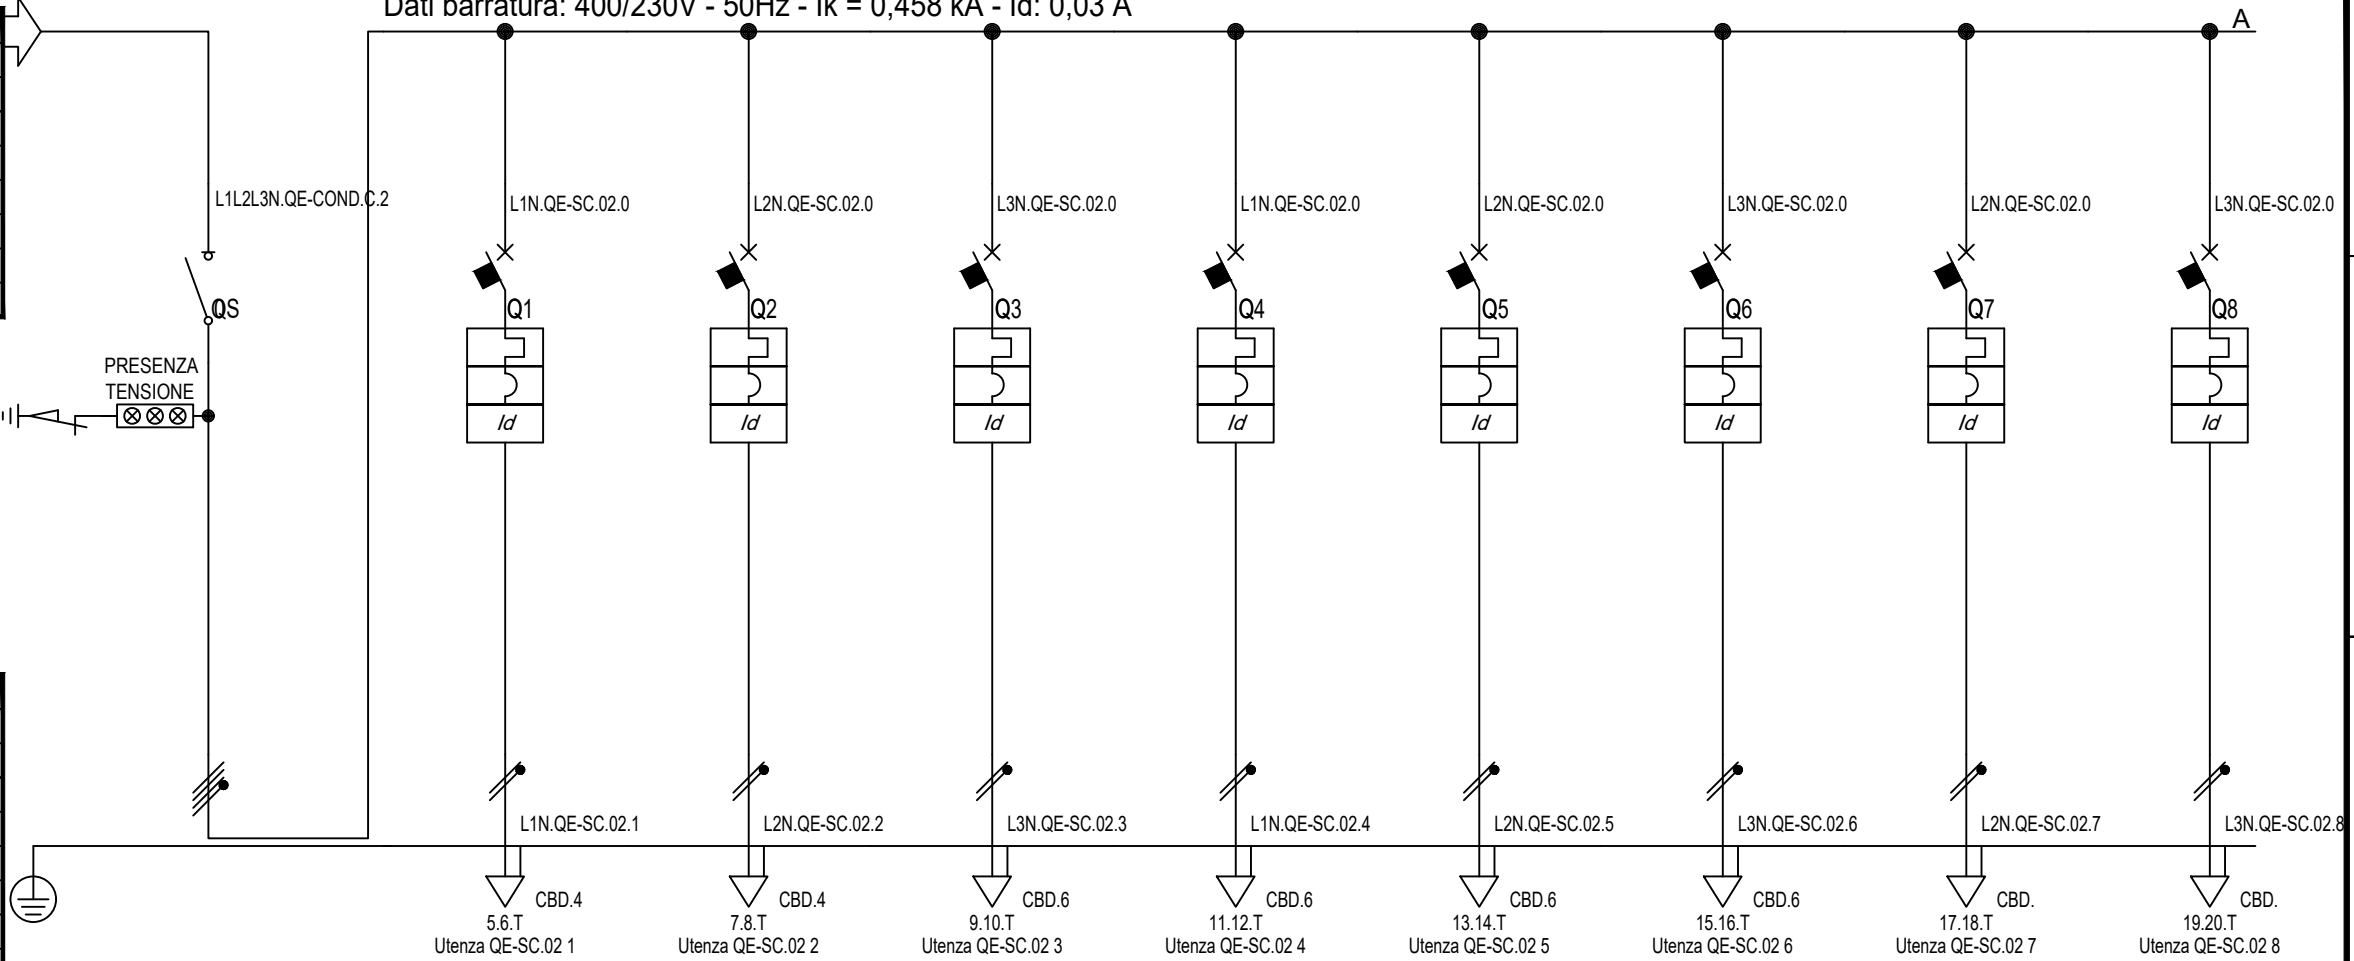 Dati barratura: 400/230V - 50Hz - Ik = 0,458 kA - Id: 0,03 A
A
L1L2L3N.QE-COND.C.2
L1N.QE-SC.02.0 L2N.QE-SC.02.0 L3N.QE-SC.02.0 L1N.QE-SC.02.0 L2N.QE-SC.02.0 L3N.QE-SC.02.0 L2N.QE-SC.02.0 L3N.QE-SC.02.0
QS Q1 Q2 Q3 Q4 Q5 Q6 Q7 Q8
PRESENZA
TENSIONE
Id Id Id Id Id Id Id Id
L1N.QE-SC.02.1 L2N.QE-SC.02.2 L3N.QE-SC.02.3 L1N.QE-SC.02.4 L2N.QE-SC.02.5 L3N.QE-SC.02.6 L2N.QE-SC.02.7 L3N.QE-SC.02.8
CBD.4 CBD.4 CBD.6 CBD.6 CBD.6 CBD.6 CBD. CBD.
5.6.T 7.8.T 9.10.T 11.12.T 13.14.T 15.16.T 17.18.T 19.20.T
Utenza QE-SC.02 1 Utenza QE-SC.02 2 Utenza QE-SC.02 3 Utenza QE-SC.02 4 Utenza QE-SC.02 5 Utenza QE-SC.02 6 Utenza QE-SC.02 7 Utenza QE-SC.02 8